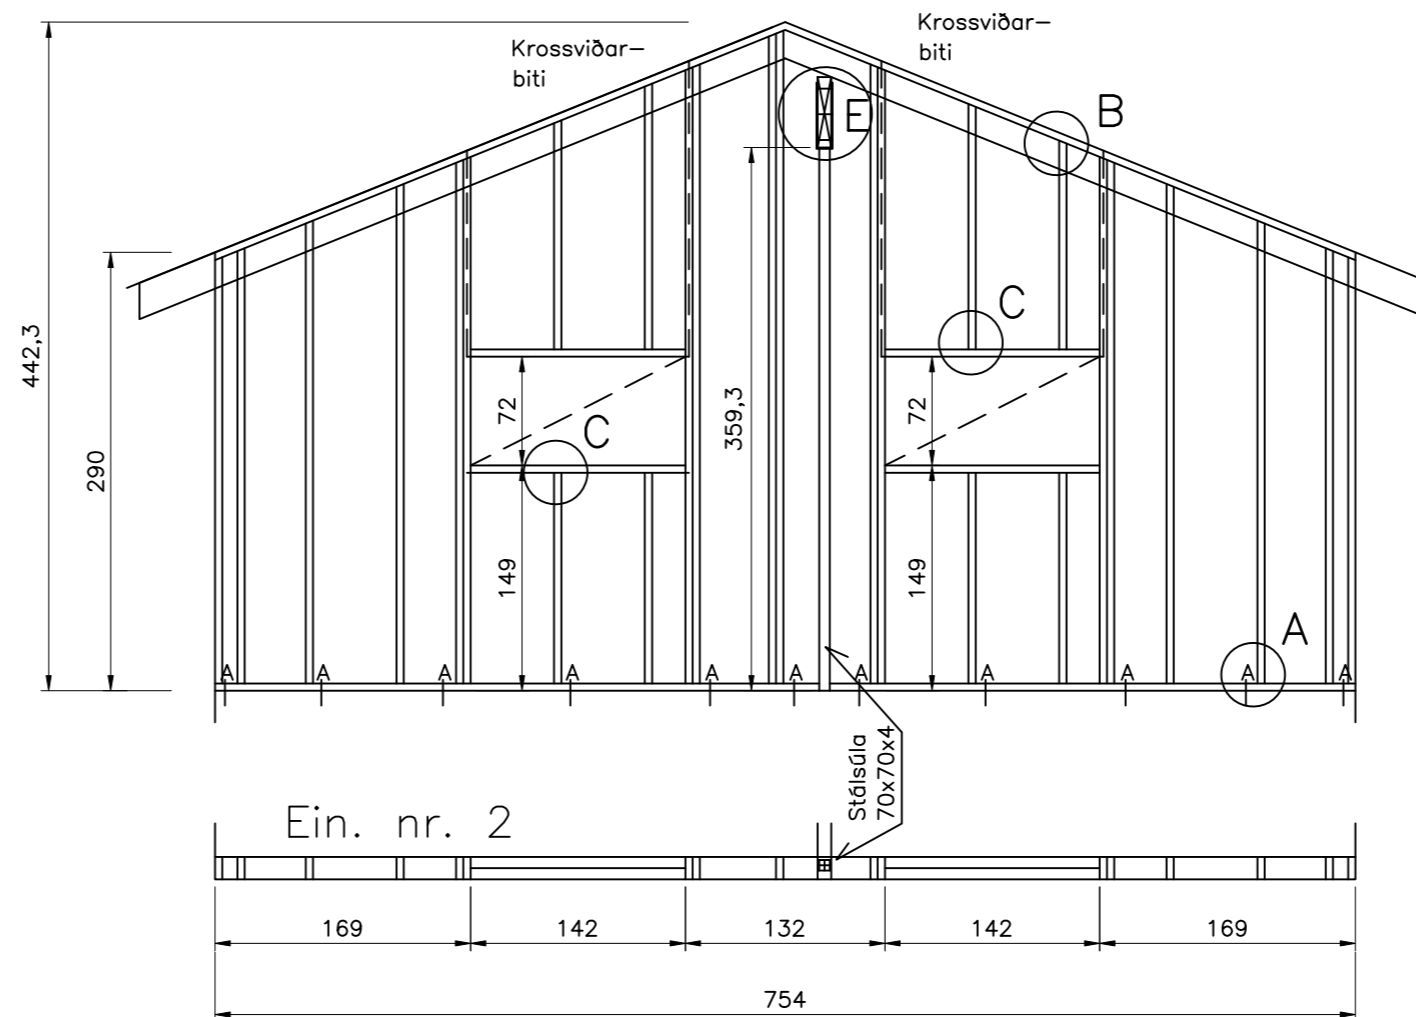 Krossviðar–
biti
Krossviðar–
biti
E
B
C
C
A
442,3
290
72
149
359,3
72
149
A A A A A A A A A A A
Stálsúla
70x70x4
Ein. nr. 2
169 142 132 142 169
754